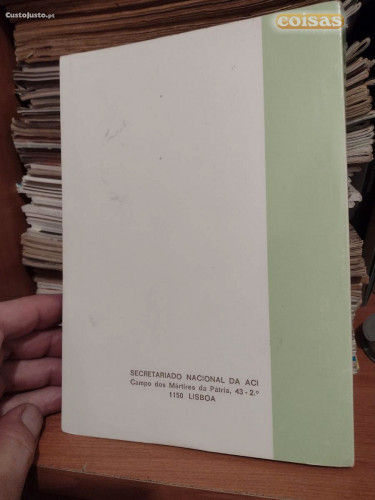 CustoJusto.pt
coisas
SECRETARIADO NACIONAL DA ACI
Campo dos Mártires da Pátria, 43 - 2.º
1150 LISBOA